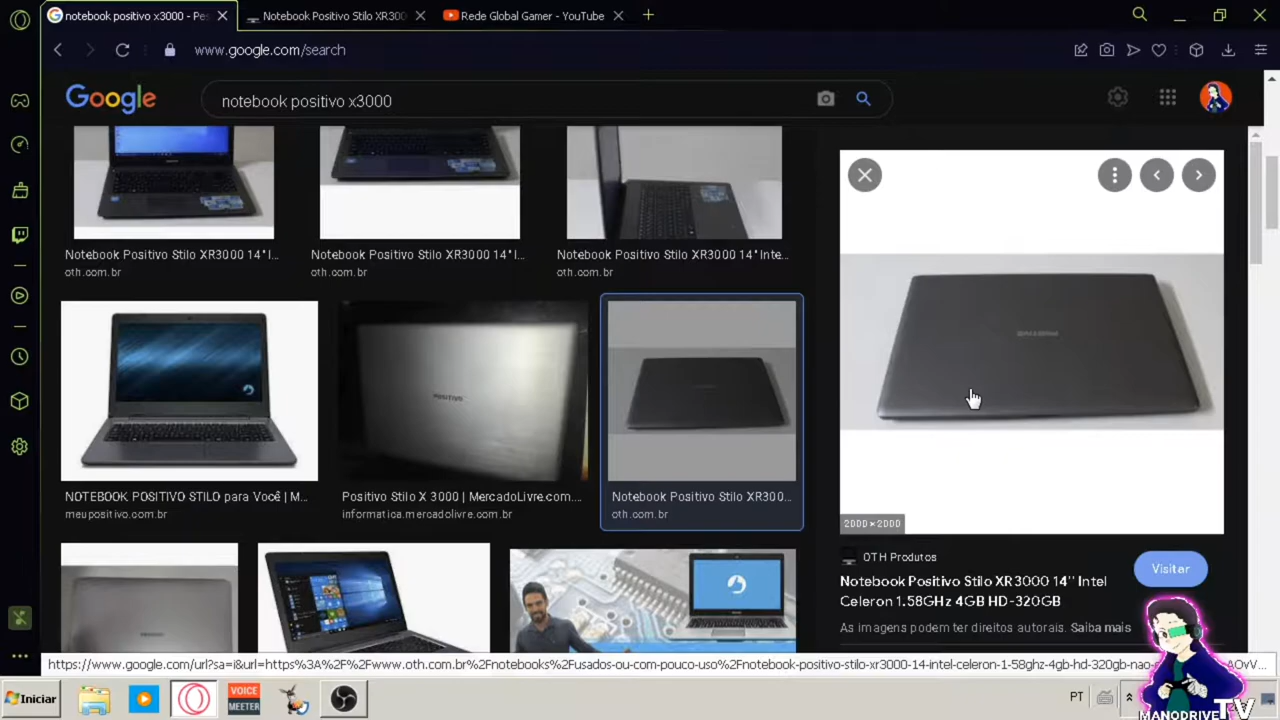 notebook positivo x3000 - Pes
Notebook Positivo Stilo XR300
Rede Global Gamer - YouTube
www.google.com/search
Google
notebook positivo x3000
Notebook Positivo Stilo XR3000 14" I...
oth.com.br
Notebook Positivo Stilo XR3000 14" I...
oth.com.br
Notebook Positivo Stilo XR3000 14" Inte...
oth.com.br
POSITIVO
NOTEBOOK POSITIVO STILO para Você | M...
meupositivo.com.br
Positivo Stilo X 3000 | MercadoLivre.com....
informatica.mercadolivre.com.br
Notebook Positivo Stilo XR300...
oth.com.br
2000 × 2000
OTH Produtos
Notebook Positivo Stilo XR3000 14'' Intel
Celeron 1.58GHz 4GB HD-320GB
Visitar
As imagens podem ter direitos autorais. Saiba mais
https://www.google.com/url?sa=i&url=https%3A%2F%2Fwww.oth.com.br%2Fnotebooks%2Fusados-ou-com-pouco-uso%2Fnotebook-positivo-stilo-xr3000-14-intel-celeron-1-58ghz-4gb-hd-320gb-nao-
Iniciar
VOICE
MEETER
PT
MANODRIVE TV